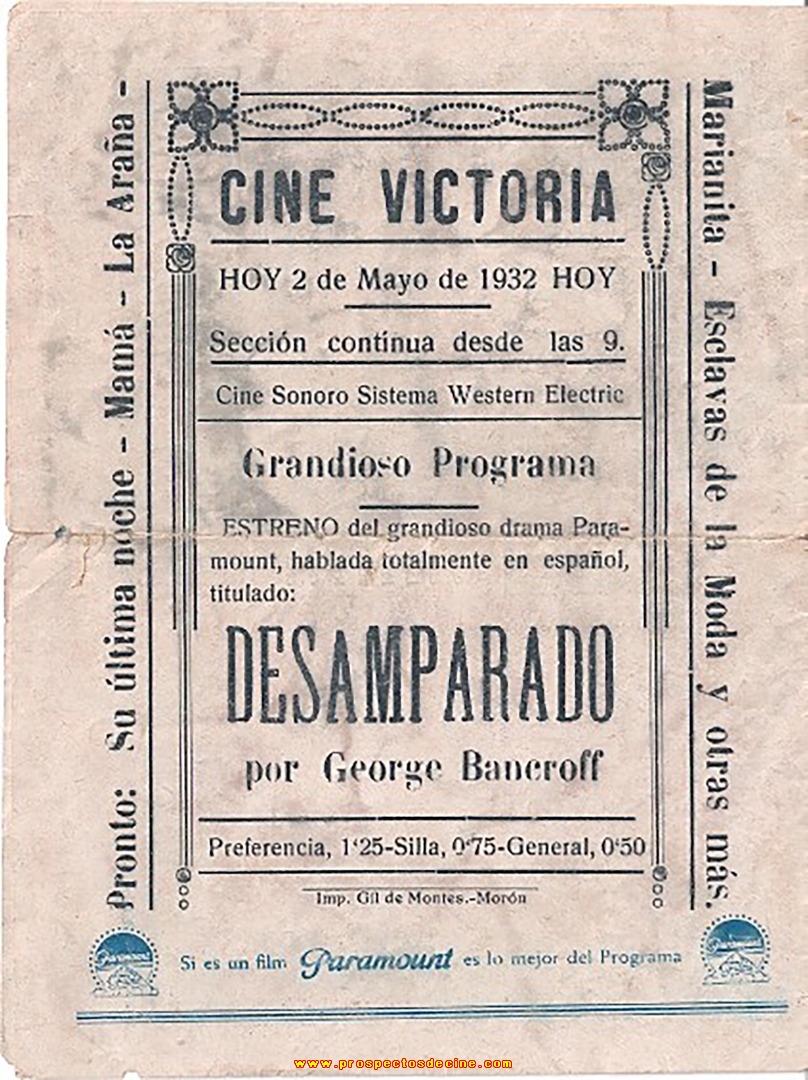 CINE VICTORIA
HOY 2 de Mayo de 1932 HOY
Sección contínua desde las 9.
Cine Sonoro Sistema Western Electric
Grandioso Programa
ESTRENO del grandioso drama Para-
mount, hablada totalmente en español,
titulado:
DESAMPARADO
por George Bancroff
Preferencia, 1'25-Silla, 0'75-General, 0'50
Imp. Gil de Montes.-Morón
Pronto: Su última noche - Mamá - La Araña -
Marianita - Esclavas de la Moda y otras más.
Paramount
Si es un film Paramount es lo mejor del Programa
Paramount
www.prospectosdecine.com